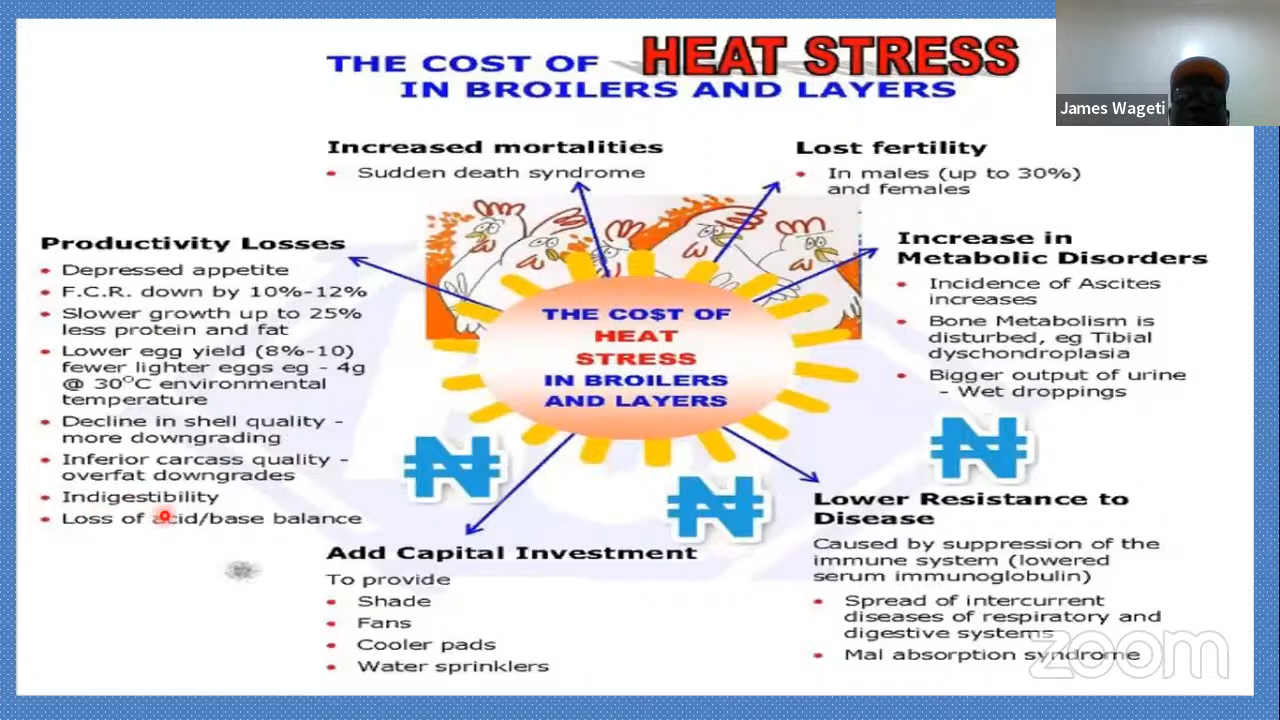 THE COST OF HEAT STRESS
IN BROILERS AND LAYERS
James Wageti
Increased mortalities
• Sudden death syndrome
Lost fertility
• In males (up to 30%)
and females
Productivity Losses
• Depressed appetite
• F.C.R. down by 10%-12%
• Slower growth up to 25%
less protein and fat
• Lower egg yield (8%-10)
fewer lighter eggs eg - 4g
@ 30°C environmental
temperature
• Decline in shell quality -
more downgrading
• Inferior carcass quality -
overfat downgrades
• Indigestibility
• Loss of acid/base balance
Increase in
Metabolic Disorders
• Incidence of Ascites
increases
• Bone Metabolism is
disturbed, eg Tibial
dyschondroplasia
• Bigger output of urine
- Wet droppings
THE CO$T OF
HEAT
STRESS
IN BROILERS
AND LAYERS
₦
₦
₦
Add Capital Investment
To provide
• Shade
• Fans
• Cooler pads
• Water sprinklers
Lower Resistance to
Disease
Caused by suppression of the
immune system (lowered
serum immunoglobulin)
• Spread of intercurrent
diseases of respiratory and
digestive systems
• Mal absorption syndrome
zoom